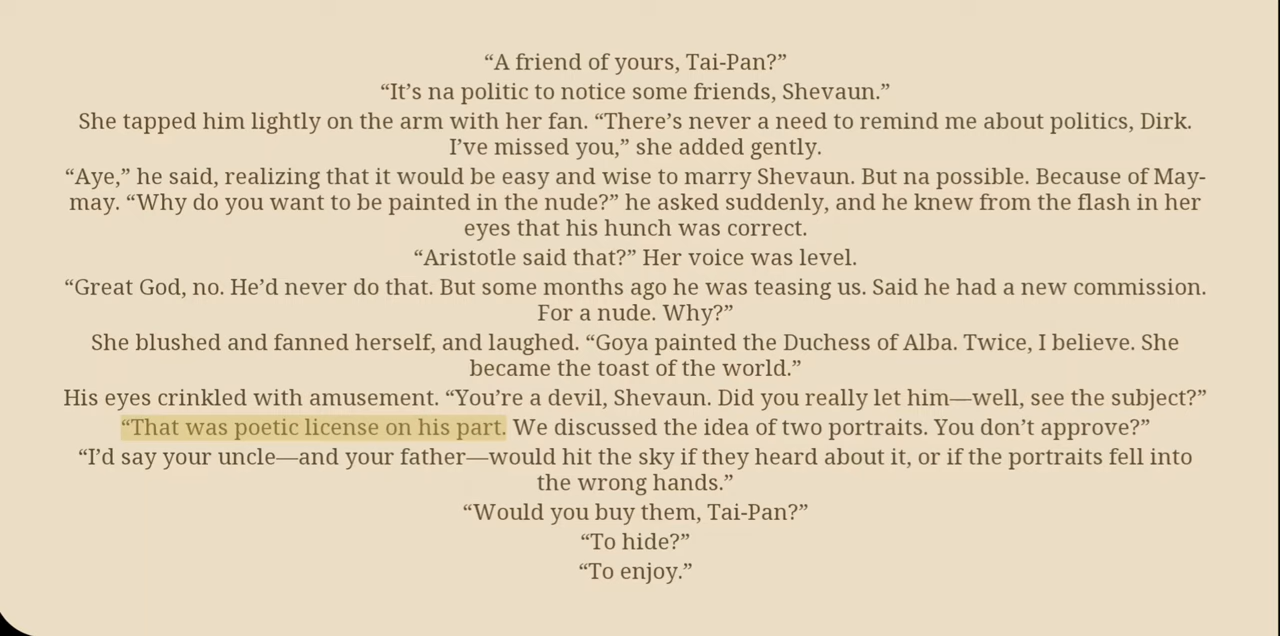 “A friend of yours, Tai-Pan?”
“It’s na politic to notice some friends, Shevaun.”
She tapped him lightly on the arm with her fan. “There’s never a need to remind me about politics, Dirk.
I’ve missed you,” she added gently.
“Aye,” he said, realizing that it would be easy and wise to marry Shevaun. But na possible. Because of May-
may. “Why do you want to be painted in the nude?” he asked suddenly, and he knew from the flash in her
eyes that his hunch was correct.
“Aristotle said that?” Her voice was level.
“Great God, no. He’d never do that. But some months ago he was teasing us. Said he had a new commission.
For a nude. Why?”
She blushed and fanned herself, and laughed. “Goya painted the Duchess of Alba. Twice, I believe. She
became the toast of the world.”
His eyes crinkled with amusement. “You’re a devil, Shevaun. Did you really let him—well, see the subject?”
“That was poetic license on his part. We discussed the idea of two portraits. You don’t approve?”
“I’d say your uncle—and your father—would hit the sky if they heard about it, or if the portraits fell into
the wrong hands.”
“Would you buy them, Tai-Pan?”
“To hide?”
“To enjoy.”